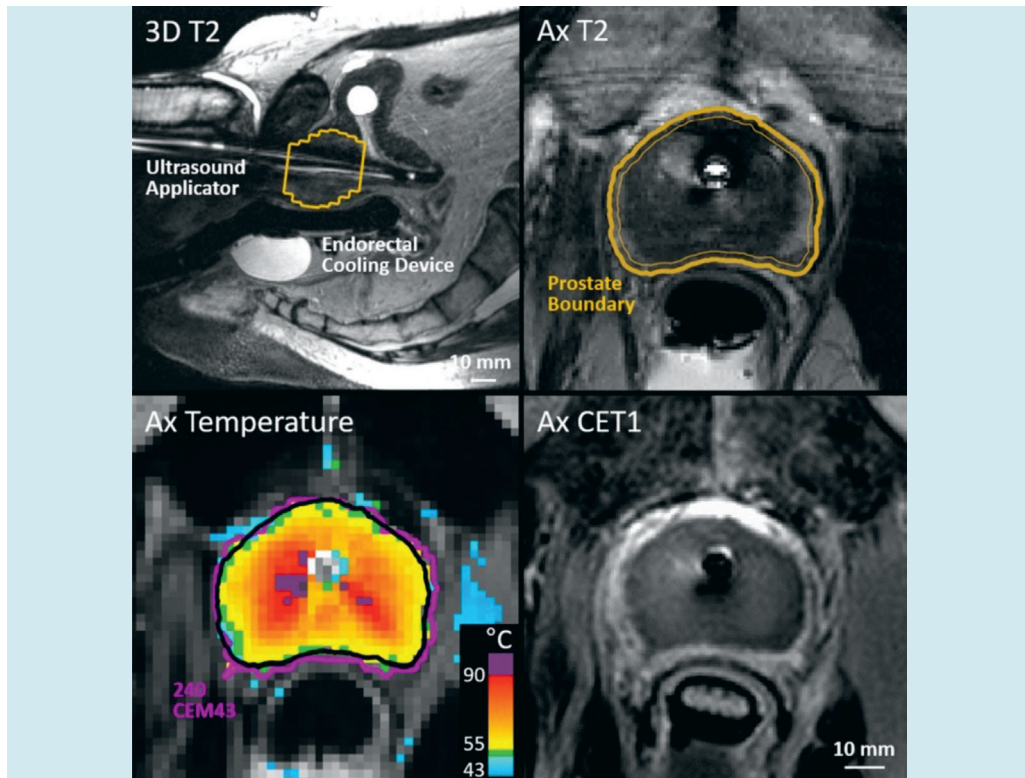 3D T2
Ultrasound
Applicator
Endorectal
Cooling Device
10 mm
Ax T2
Prostate
Boundary
Ax Temperature
240
CEM43
°C
90
55
43
Ax CET1
10 mm